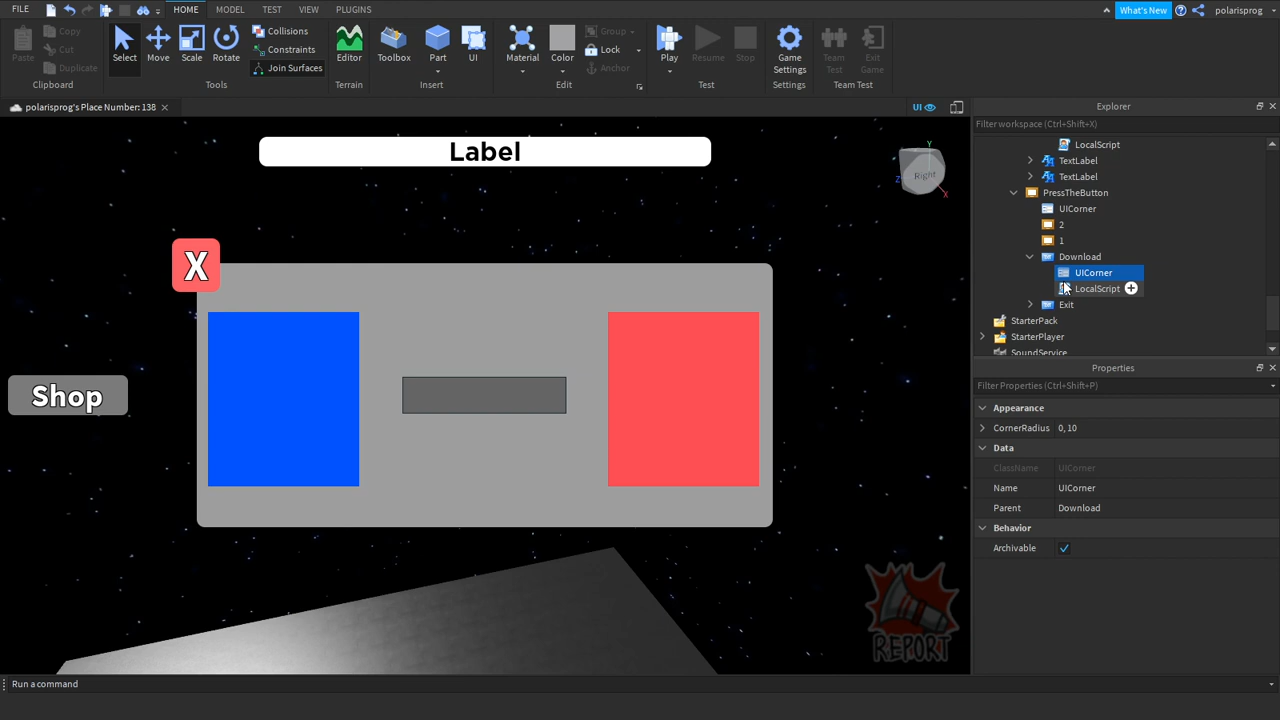 FILE HOME MODEL TEST VIEW PLUGINS What's New polarisprog
Paste Copy Cut Duplicate Select Move Scale Rotate Collisions Constraints Join Surfaces Editor Toolbox Part UI Material Color Group Lock Anchor Play Resume Stop Game Settings Team Test Exit Game
Clipboard Tools Terrain Insert Edit Test Settings Team Test
polarisprog's Place Number: 138 UI
Explorer
Filter workspace (Ctrl+Shift+X)
LocalScript
TextLabel
TextLabel
PressTheButton
UICorner
2
1
Download
UICorner
LocalScript
Exit
StarterPack
StarterPlayer
SoundService
Label
Y
Z
Right
X
X
Shop
REPORT
Properties
Filter Properties (Ctrl+Shift+P)
Appearance
CornerRadius 0, 10
Data
ClassName UICorner
Name UICorner
Parent Download
Behavior
Archivable
Run a command